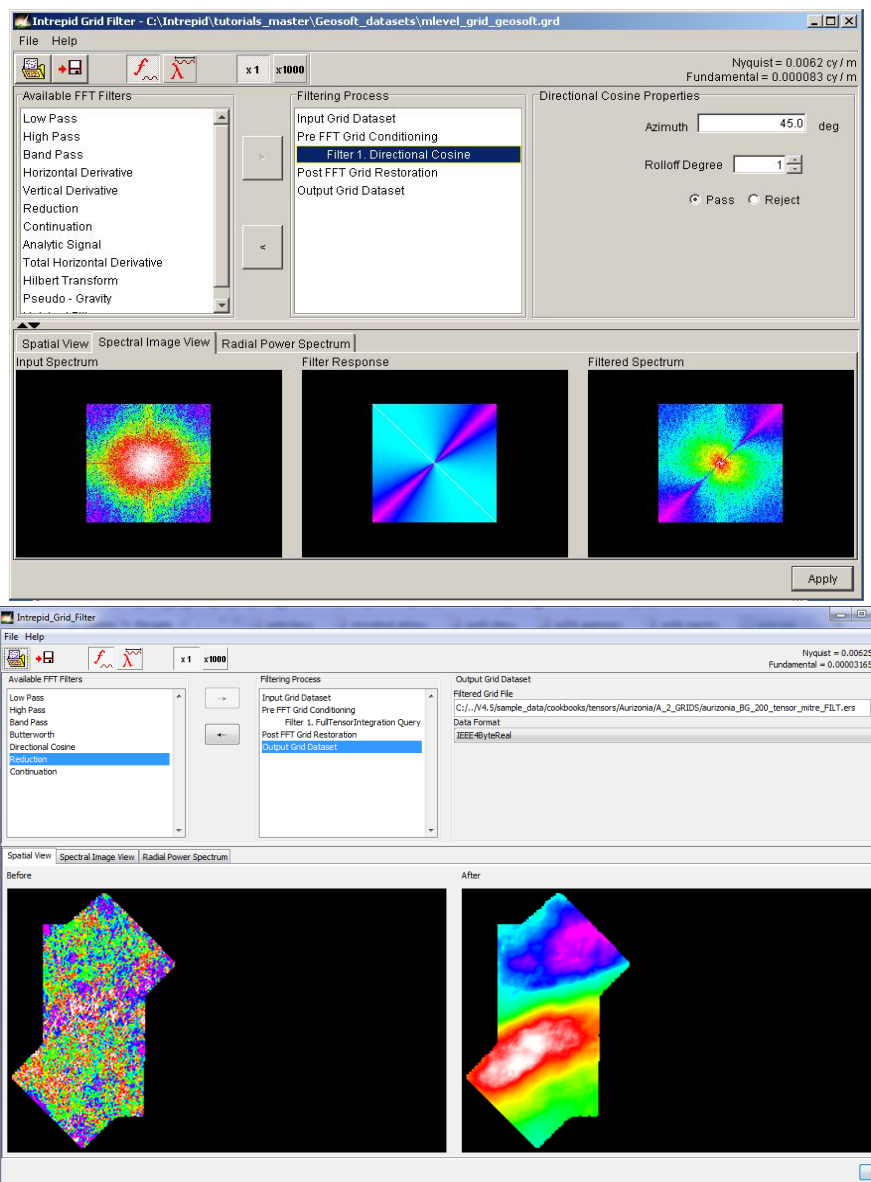 Intrepid Grid Filter - C:\Intrepid\tutorials_master\Geosoft_datasets\mlevel_grid_geosoft.grd
File Help
x 1 x1000
Nyquist = 0.0062 cy / m
Fundamental = 0.000083 cy / m
Available FFT Filters
Low Pass
High Pass
Band Pass
Horizontal Derivative
Vertical Derivative
Reduction
Continuation
Analytic Signal
Total Horizontal Derivative
Hilbert Transform
Pseudo - Gravity
>
<
Filtering Process
Input Grid Dataset
Pre FFT Grid Conditioning
Filter 1. Directional Cosine
Post FFT Grid Restoration
Output Grid Dataset
Directional Cosine Properties
Azimuth 45.0 deg
Rolloff Degree 1
Pass Reject
Spatial View Spectral Image View Radial Power Spectrum
Input Spectrum Filter Response Filtered Spectrum
Apply
Intrepid_Grid_Filter
File Help
x 1 x1000
Nyquist = 0.00625
Fundamental = 0.00003165
Available FFT Filters
Low Pass
High Pass
Band Pass
Butterworth
Directional Cosine
Reduction
Continuation
Filtering Process
Input Grid Dataset
Pre FFT Grid Conditioning
Filter 1. FullTensorIntegration Query
Post FFT Grid Restoration
Output Grid Dataset
Output Grid Dataset
Filtered Grid File
C:/../V4.5/sample_data/cookbooks/tensors/Aurizonia/A_2_GRIDS/aurizonia_BG_200_tensor_mitre_FILT.ers
Data Format
IEEE4ByteReal
Spatial View Spectral Image View Radial Power Spectrum
Before After